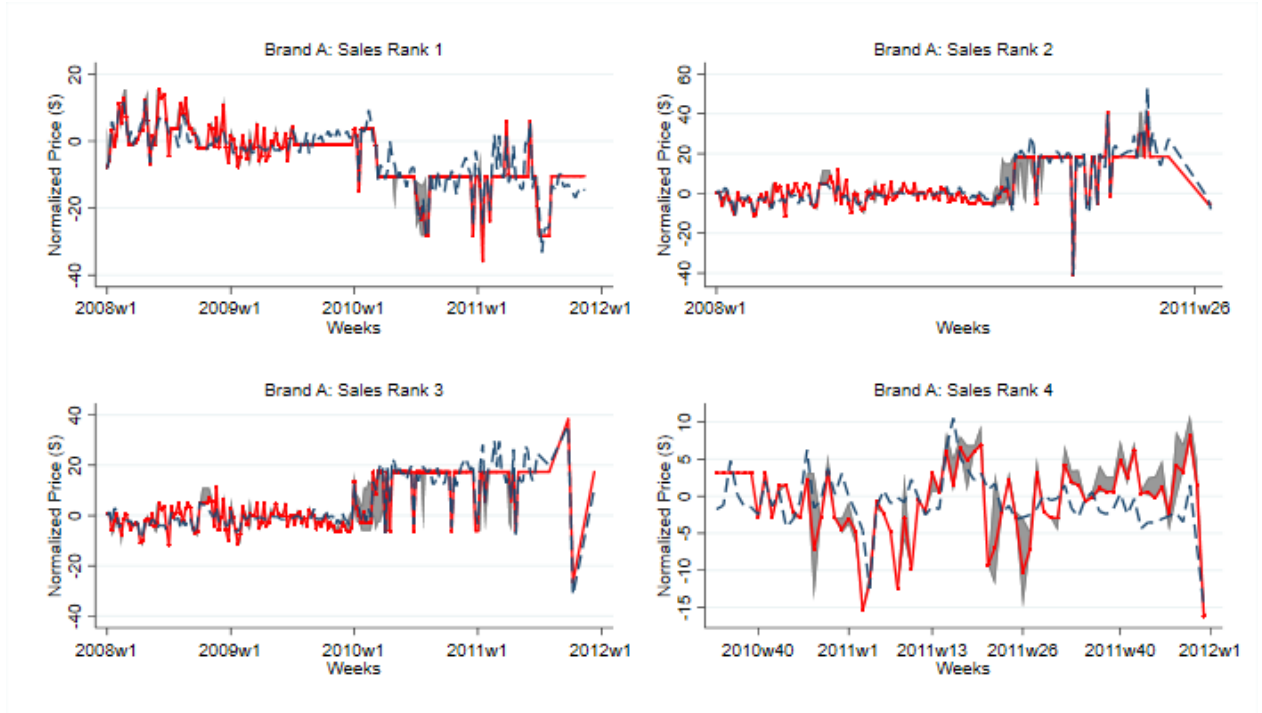 Brand A: Sales Rank 1
Normalized Price ($)
20
0
-20
-40
2008w1 2009w1 2010w1 2011w1 2012w1
Weeks
Brand A: Sales Rank 2
Normalized Price ($)
60
40
20
0
-20
-40
2008w1 2011w26
Weeks
Brand A: Sales Rank 3
Normalized Price ($)
40
20
0
-20
-40
2008w1 2009w1 2010w1 2011w1 2012w1
Weeks
Brand A: Sales Rank 4
Normalized Price ($)
10
5
0
-5
-10
-15
2010w40 2011w1 2011w13 2011w26 2011w40 2012w1
Weeks